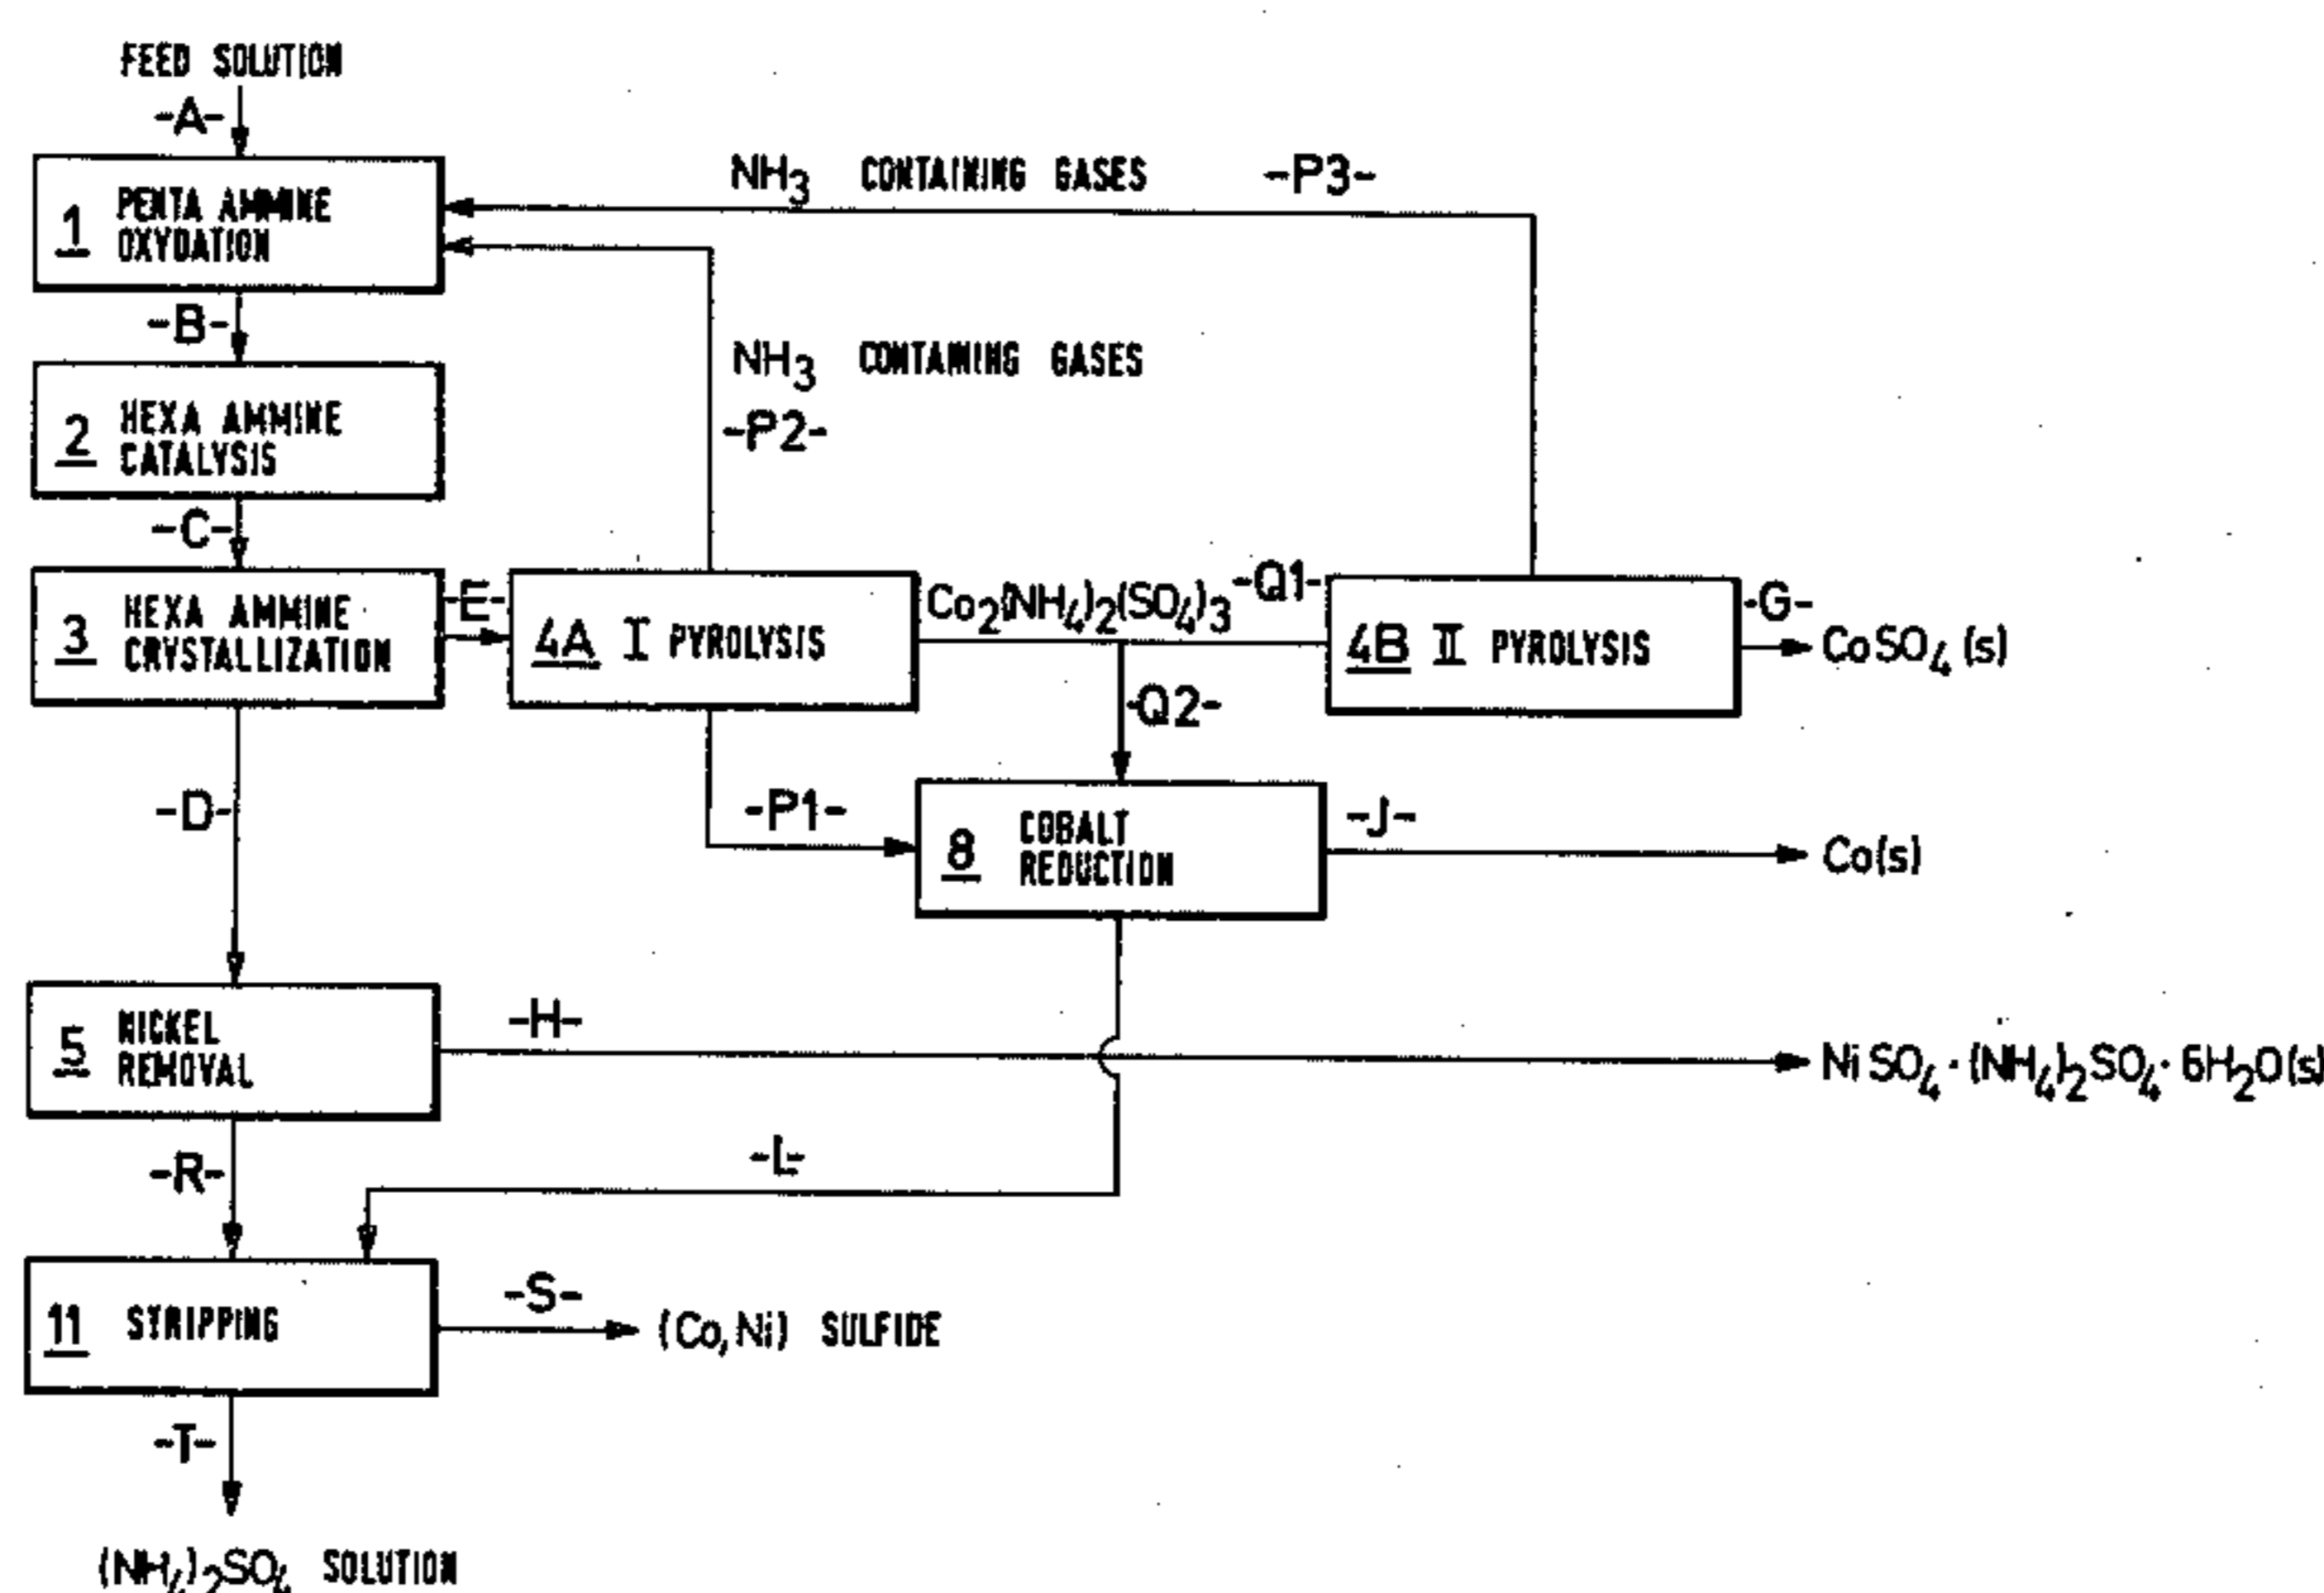 FEED SOLUTION
-A-
1 PENTA AMMINE
OXYDATION
NH3 CONTAINING GASES -P3-
-B-
NH3 CONTAINING GASES
-P2-
2 HEXA AMMINE
CATALYSIS
-C-
3 HEXA AMMINE
CRYSTALLIZATION
-E-
4A I PYROLYSIS
Co2(NH4)2(SO4)3 -Q1-
4B II PYROLYSIS
-G-
CoSO4 (s)
-Q2-
-D-
-P1-
8 COBALT
REDUCTION
-J-
Co(s)
5 NICKEL
REMOVAL
-H-
NiSO4·(NH4)2SO4·6H2O(s)
-R-
-L-
11 STRIPPING
-S-
(Co,Ni) SULFIDE
-T-
(NH4)2SO4 SOLUTION